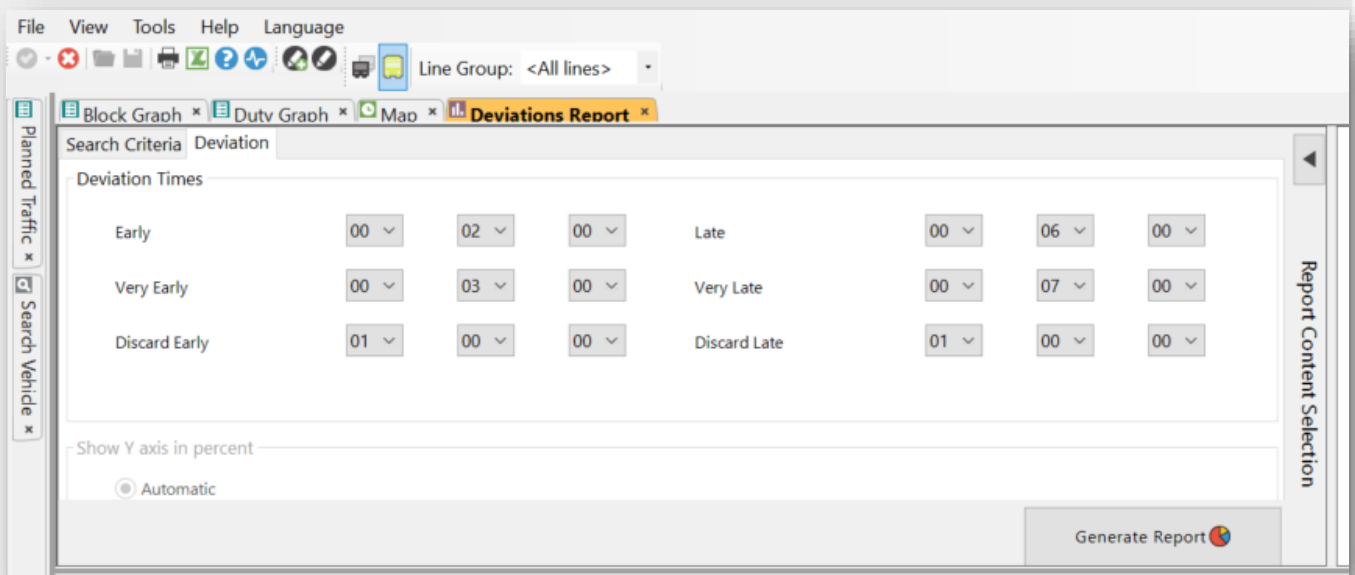 File View Tools Help Language
Line Group: <All lines>
Block Graph × Duty Graph × Map × Deviations Report ×
Planned Traffic ×
Search Vehicle ×
Search Criteria Deviation
Deviation Times
Early 00 02 00 Late 00 06 00
Very Early 00 03 00 Very Late 00 07 00
Discard Early 01 00 00 Discard Late 01 00 00
Show Y axis in percent
Automatic
Report Content Selection
Generate Report